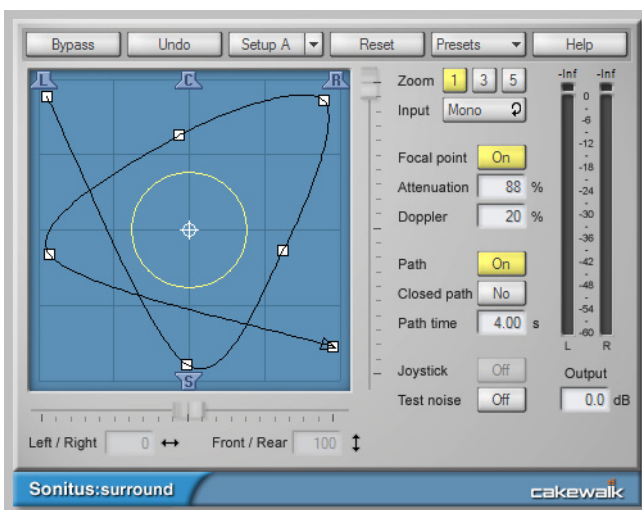 Bypass Undo Setup A Reset Presets Help
L C R
S
Zoom 1 3 5
Input Mono
Focal point On
Attenuation 88 %
Doppler 20 %
Path On
Closed path No
Path time 4.00 s
Joystick Off
Test noise Off
-Inf -Inf
0
-6
-12
-18
-24
-30
-36
-42
-48
-54
-60
L R
Output
0.0 dB
Left / Right 0 Front / Rear 100
Sonitus:surround cakewalk